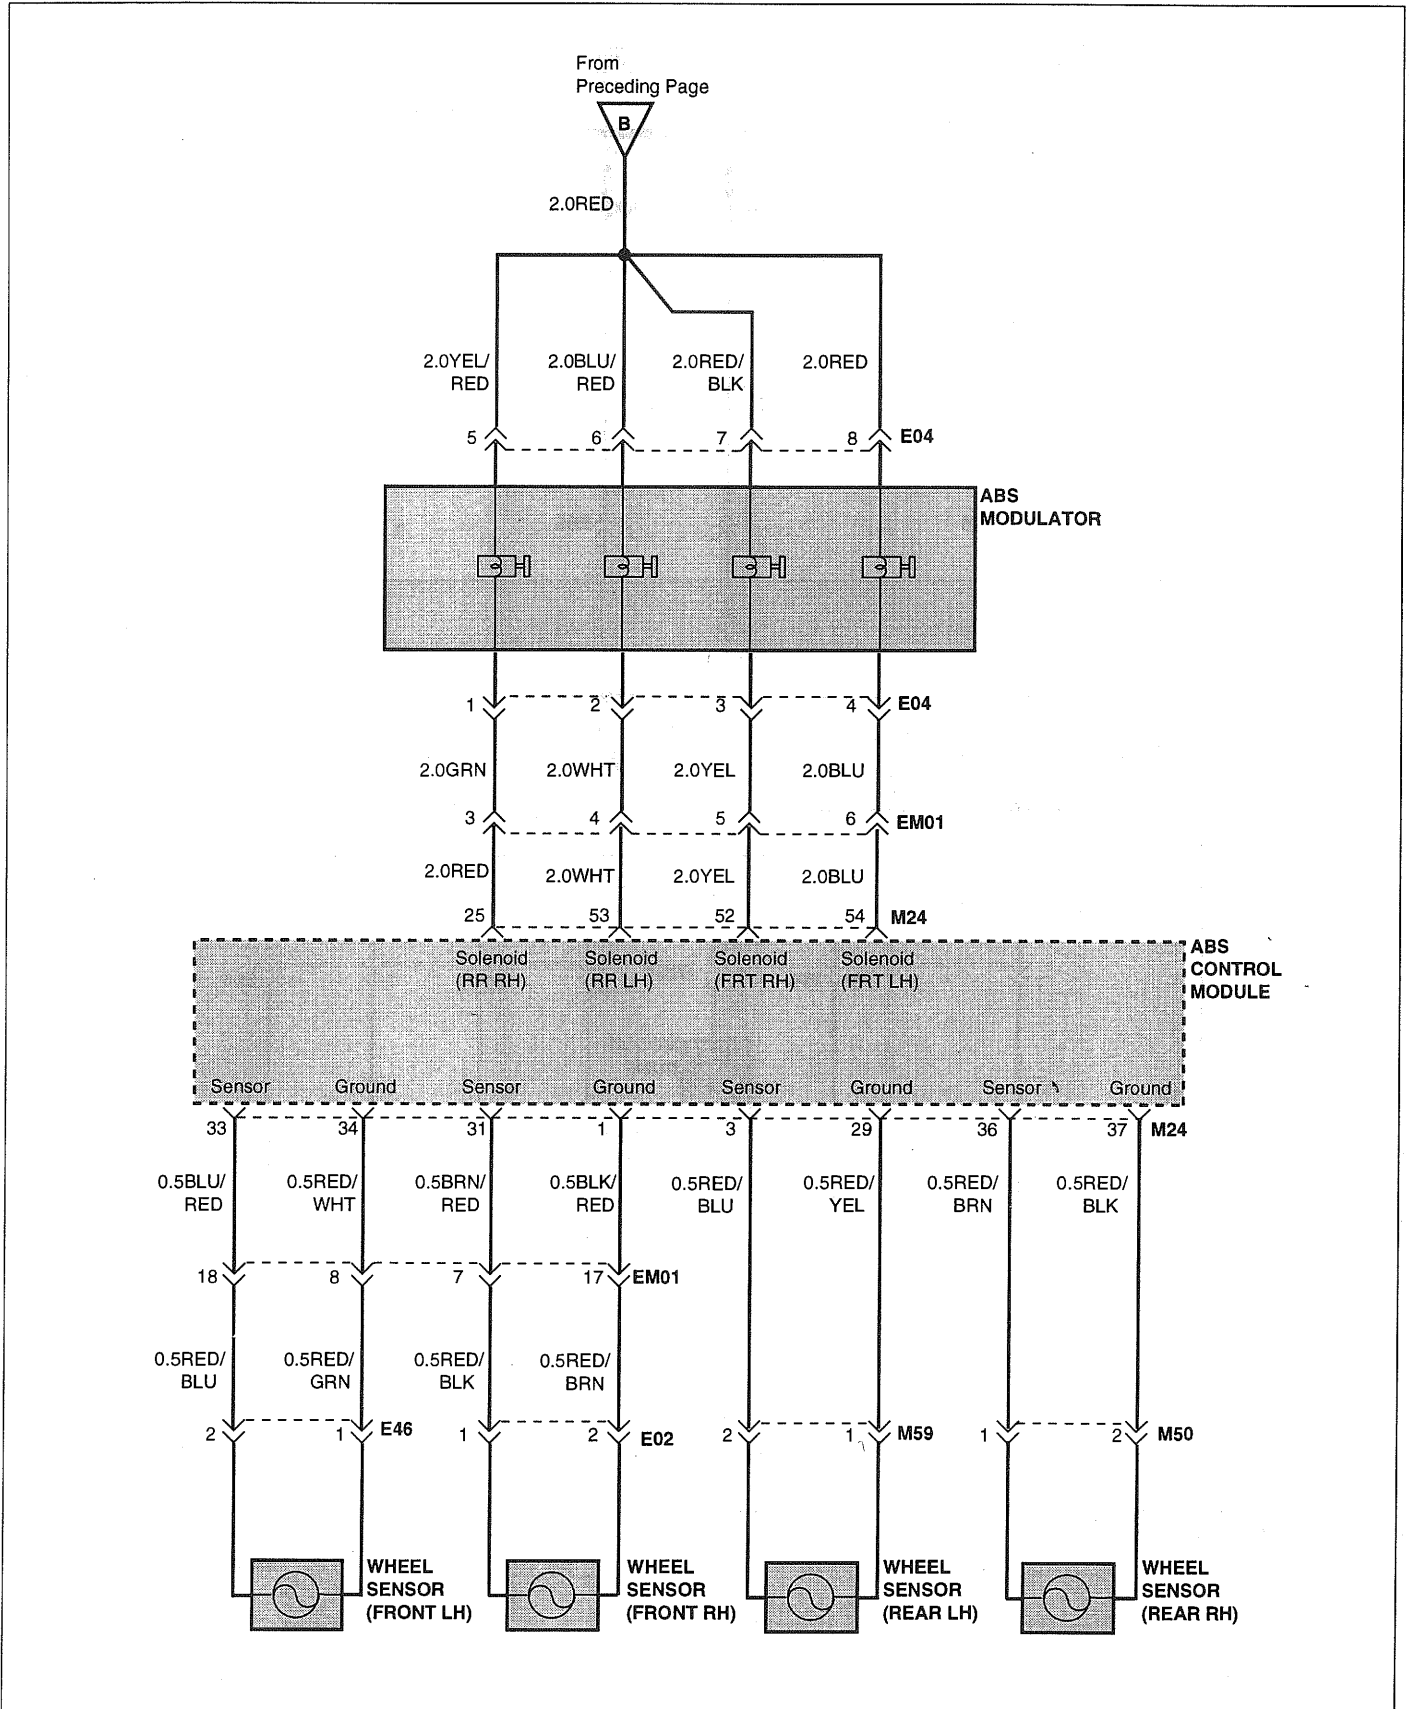 From
Preceding Page
B
2.0RED
2.0YEL/
RED
2.0BLU/
RED
2.0RED/
BLK
2.0RED
5 6 7 8 E04
ABS
MODULATOR
1 2 3 4 E04
2.0GRN 2.0WHT 2.0YEL 2.0BLU
3 4 5 6 EM01
2.0RED 2.0WHT 2.0YEL 2.0BLU
25 53 52 54 M24
ABS
CONTROL
MODULE
Solenoid
(RR RH)
Solenoid
(RR LH)
Solenoid
(FRT RH)
Solenoid
(FRT LH)
Sensor Ground Sensor Ground Sensor Ground Sensor Ground
33 34 31 1 3 29 36 37 M24
0.5BLU/
RED
0.5RED/
WHT
0.5BRN/
RED
0.5BLK/
RED
0.5RED/
BLU
0.5RED/
YEL
0.5RED/
BRN
0.5RED/
BLK
18 8 7 17 EM01
0.5RED/
BLU
0.5RED/
GRN
0.5RED/
BLK
0.5RED/
BRN
2 1 E46 1 2 E02 2 1 M59 1 2 M50
WHEEL
SENSOR
(FRONT LH)
WHEEL
SENSOR
(FRONT RH)
WHEEL
SENSOR
(REAR LH)
WHEEL
SENSOR
(REAR RH)